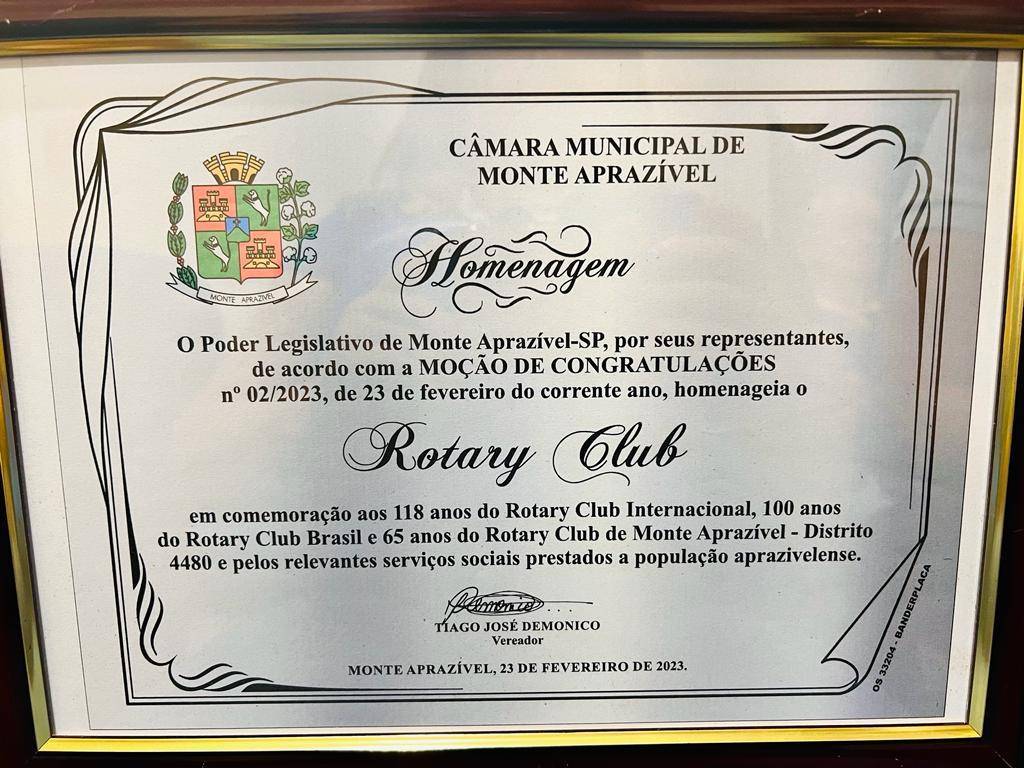 CÂMARA MUNICIPAL DE
MONTE APRAZÍVEL
MONTE APRAZÍVEL
Homenagem
O Poder Legislativo de Monte Aprazível-SP, por seus representantes,
de acordo com a MOÇÃO DE CONGRATULAÇÕES
nº 02/2023, de 23 de fevereiro do corrente ano, homenageia o
Rotary Club
em comemoração aos 118 anos do Rotary Club Internacional, 100 anos
do Rotary Club Brasil e 65 anos do Rotary Club de Monte Aprazível - Distrito
4480 e pelos relevantes serviços sociais prestados a população aprazivelense.
Demonico
TIAGO JOSÉ DEMONICO
Vereador
MONTE APRAZÍVEL, 23 DE FEVEREIRO DE 2023.
OS 33204 - BANDERPLACA